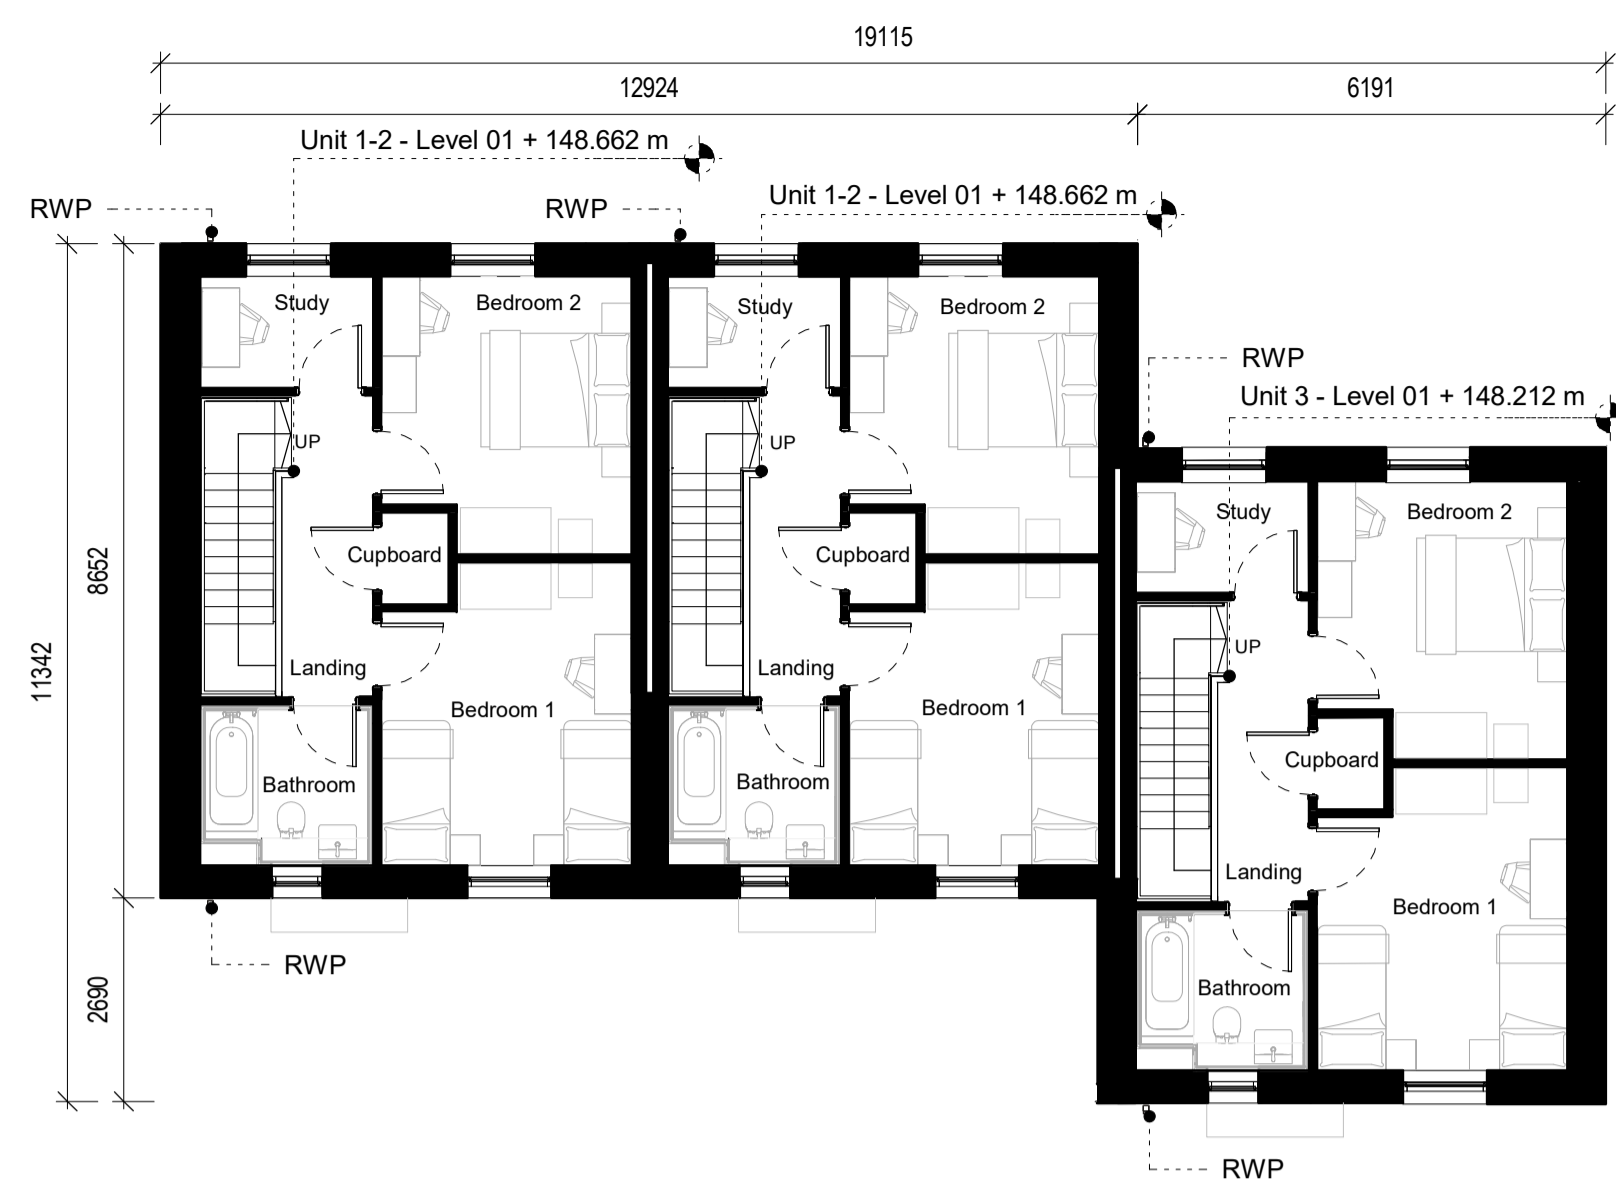 19115
12924
6191
Unit 1-2 - Level 01 + 148.662 m
Unit 1-2 - Level 01 + 148.662 m
RWP
RWP
Study
Bedroom 2
Study
Bedroom 2
RWP
Unit 3 - Level 01 + 148.212 m
UP
UP
Study
Bedroom 2
8652
Cupboard
Cupboard
11342
UP
Landing
Landing
Bedroom 1
Bedroom 1
Cupboard
Bathroom
Bathroom
Landing
Bedroom 1
RWP
2690
Bathroom
RWP